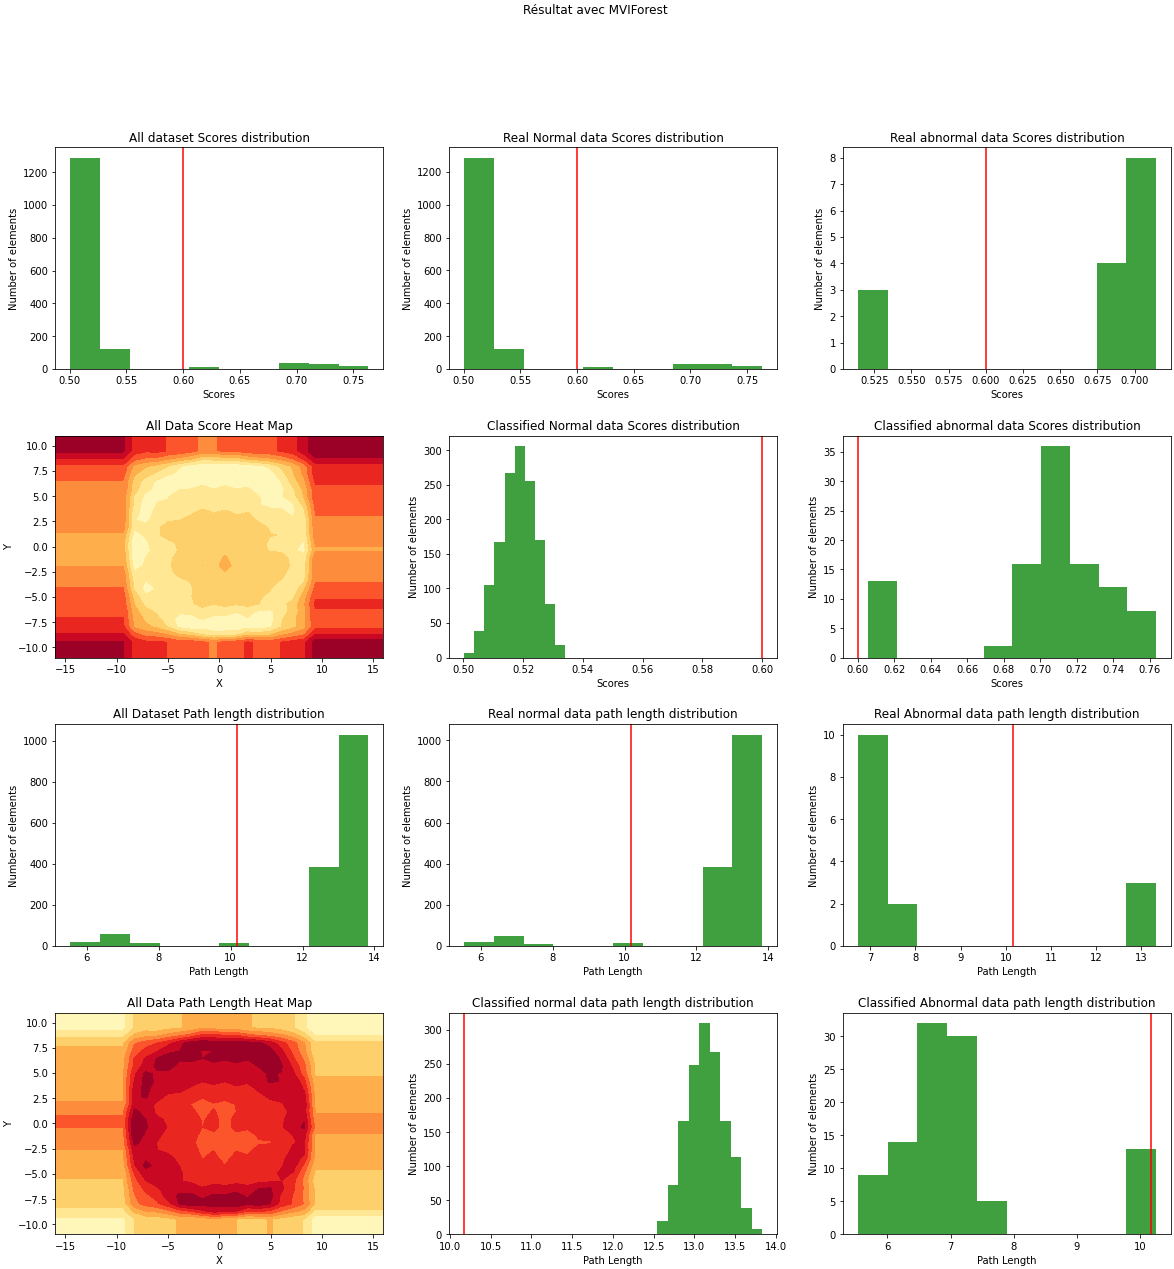 Résultat avec MVIForest
All dataset Scores distribution
Number of elements
1200
1000
800
600
400
200
0
0.50 0.55 0.60 0.65 0.70 0.75
Scores
Real Normal data Scores distribution
Number of elements
1200
1000
800
600
400
200
0
0.50 0.55 0.60 0.65 0.70 0.75
Scores
Real abnormal data Scores distribution
Number of elements
8
7
6
5
4
3
2
1
0
0.525 0.550 0.575 0.600 0.625 0.650 0.675 0.700
Scores
All Data Score Heat Map
Y
10.0
7.5
5.0
2.5
0.0
−2.5
−5.0
−7.5
−10.0
−15 −10 −5 0 5 10 15
X
Classified Normal data Scores distribution
Number of elements
300
250
200
150
100
50
0
0.50 0.52 0.54 0.56 0.58 0.60
Scores
Classified abnormal data Scores distribution
Number of elements
35
30
25
20
15
10
5
0
0.60 0.62 0.64 0.66 0.68 0.70 0.72 0.74 0.76
Scores
All Dataset Path length distribution
Number of elements
1000
800
600
400
200
0
6 8 10 12 14
Path Length
Real normal data path length distribution
Number of elements
1000
800
600
400
200
0
6 8 10 12 14
Path Length
Real Abnormal data path length distribution
Number of elements
10
8
6
4
2
0
7 8 9 10 11 12 13
Path Length
All Data Path Length Heat Map
Y
10.0
7.5
5.0
2.5
0.0
−2.5
−5.0
−7.5
−10.0
−15 −10 −5 0 5 10 15
X
Classified normal data path length distribution
Number of elements
300
250
200
150
100
50
0
10.0 10.5 11.0 11.5 12.0 12.5 13.0 13.5 14.0
Path Length
Classified Abnormal data path length distribution
Number of elements
30
25
20
15
10
5
0
6 7 8 9 10
Path Length